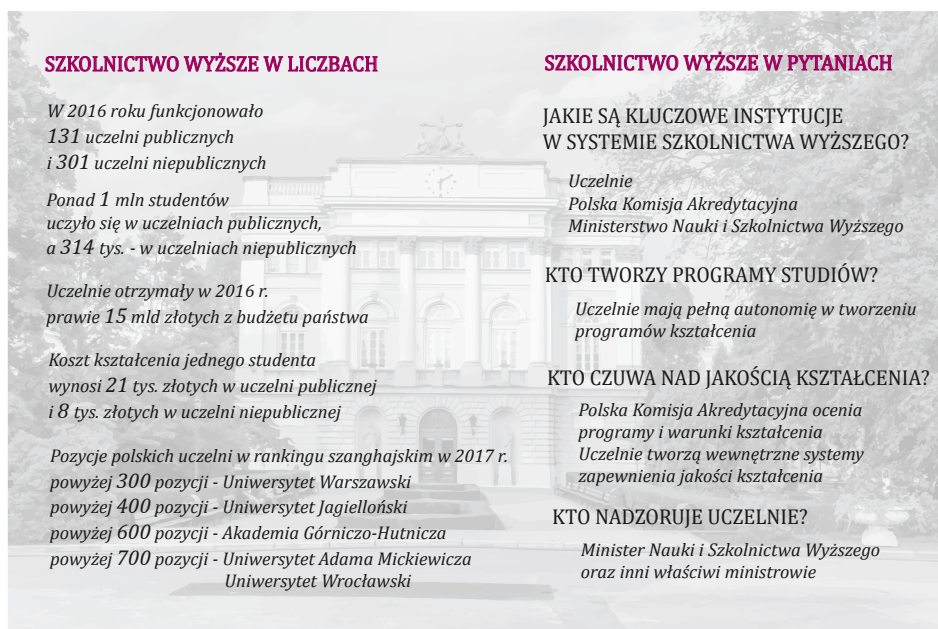 SZKOLNICTWO WYŻSZE W LICZBACH
W 2016 roku funkcjonowało
131 uczelni publicznych
i 301 uczelni niepublicznych
Ponad 1 mln studentów
uczyło się w uczelniach publicznych,
a 314 tys. - w uczelniach niepublicznych
Uczelnie otrzymały w 2016 r.
prawie 15 mld złotych z budżetu państwa
Koszt kształcenia jednego studenta
wynosi 21 tys. złotych w uczelni publicznej
i 8 tys. złotych w uczelni niepublicznej
Pozycje polskich uczelni w rankingu szanghajskim w 2017 r.
powyżej 300 pozycji - Uniwersytet Warszawski
powyżej 400 pozycji - Uniwersytet Jagielloński
powyżej 600 pozycji - Akademia Górniczo-Hutnicza
powyżej 700 pozycji - Uniwersytet Adama Mickiewicza
Uniwersytet Wrocławski
SZKOLNICTWO WYŻSZE W PYTANIACH
JAKIE SĄ KLUCZOWE INSTYTUCJE
W SYSTEMIE SZKOLNICTWA WYŻSZEGO?
Uczelnie
Polska Komisja Akredytacyjna
Ministerstwo Nauki i Szkolnictwa Wyższego
KTO TWORZY PROGRAMY STUDIÓW?
Uczelnie mają pełną autonomię w tworzeniu
programów kształcenia
KTO CZUWA NAD JAKOŚCIĄ KSZTAŁCENIA?
Polska Komisja Akredytacyjna ocenia
programy i warunki kształcenia
Uczelnie tworzą wewnętrzne systemy
zapewnienia jakości kształcenia
KTO NADZORUJE UCZELNIE?
Minister Nauki i Szkolnictwa Wyższego
oraz inni właściwi ministrowie